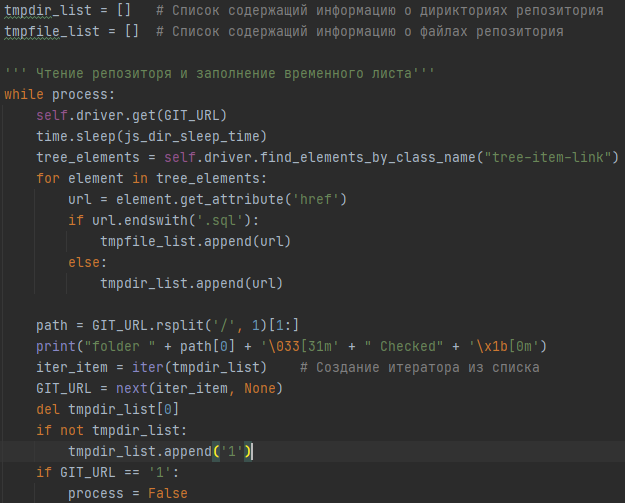 tmpdir_list = []   # Список содержащий информацию о дирикториях репозитория
tmpfile_list = []  # Список содержащий информацию о файлах репозитория
''' Чтение репозиторя и заполнение временного листа'''
while process:
    self.driver.get(GIT_URL)
    time.sleep(js_dir_sleep_time)
    tree_elements = self.driver.find_elements_by_class_name("tree-item-link")
    for element in tree_elements:
        url = element.get_attribute('href')
        if url.endswith('.sql'):
            tmpfile_list.append(url)
        else:
            tmpdir_list.append(url)
    path = GIT_URL.rsplit('/', 1)[1:]
    print("folder " + path[0] + '\033[31m' + " Checked" + '\x1b[0m')
    iter_item = iter(tmpdir_list)    # Создание итератора из списка
    GIT_URL = next(iter_item, None)
    del tmpdir_list[0]
    if not tmpdir_list:
        tmpdir_list.append('1')
    if GIT_URL == '1':
        process = False